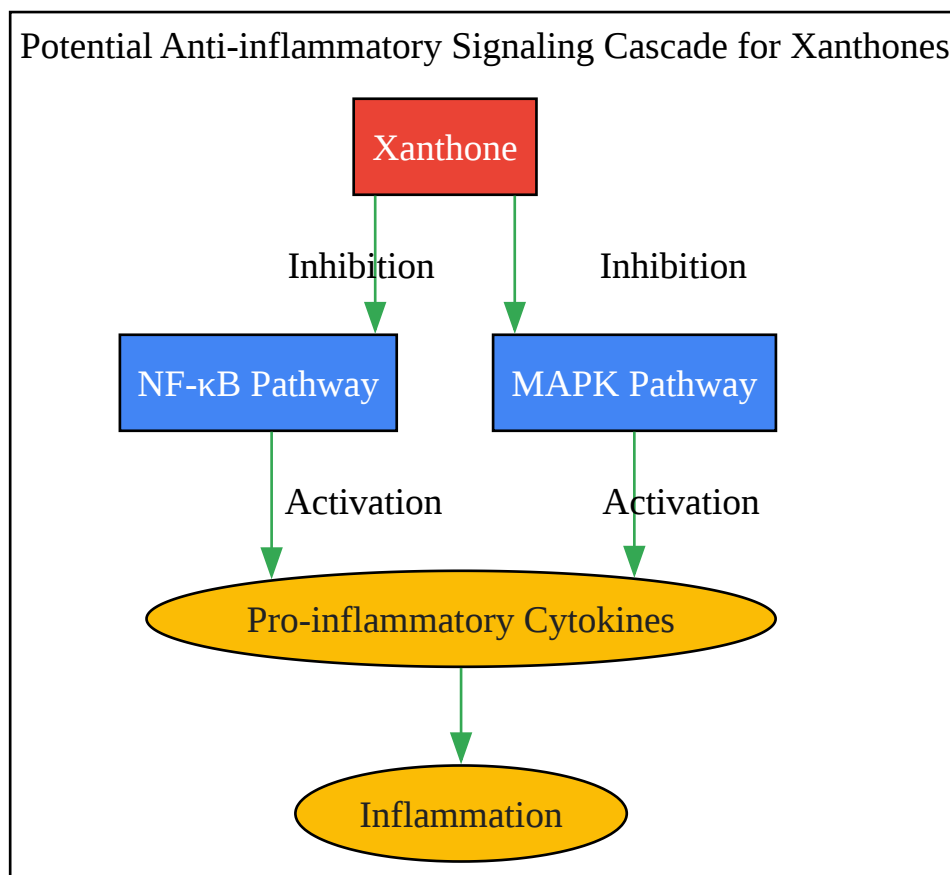 Potential Anti-inflammatory Signaling Cascade for Xanthones
Xanthone
Inhibition
Inhibition
NF-κB Pathway
MAPK Pathway
Activation
Activation
Pro-inflammatory Cytokines
Inflammation